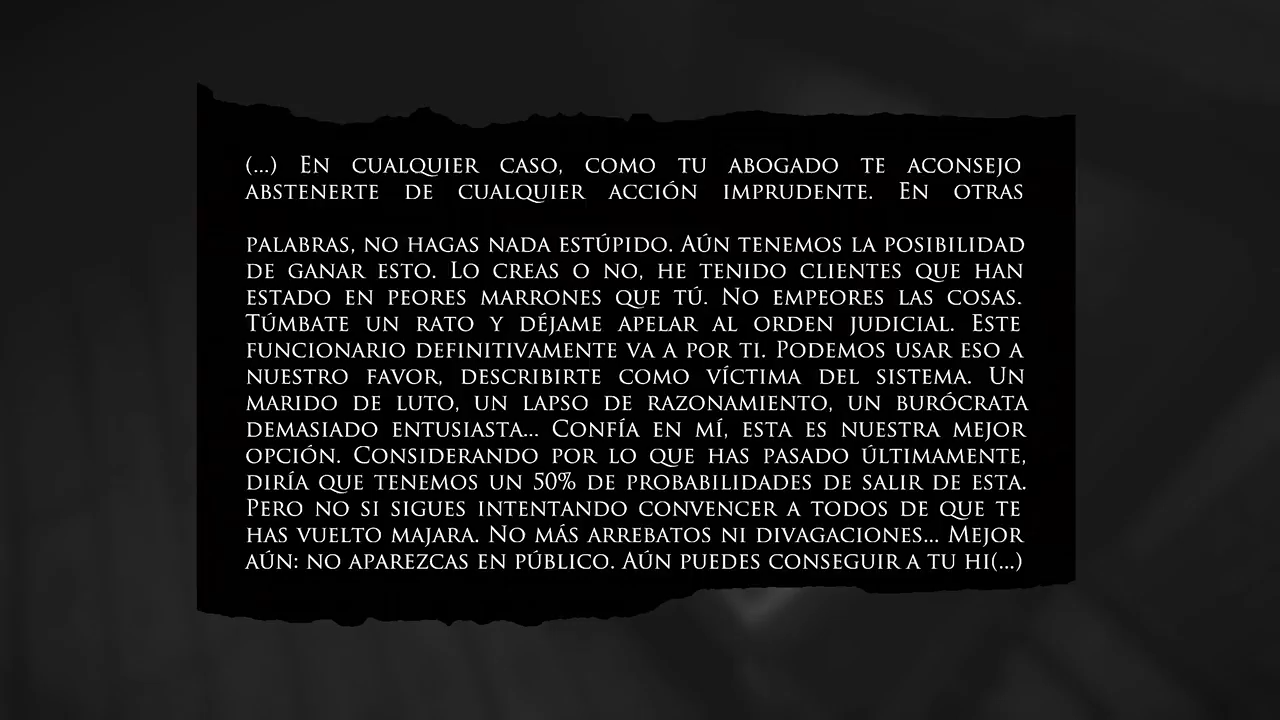 (...) En cualquier caso, como tu abogado te aconsejo
abstenerte de cualquier acción imprudente. En otras
palabras, no hagas nada estúpido. Aún tenemos la posibilidad
de ganar esto. Lo creas o no, he tenido clientes que han
estado en peores marrones que tú. No empeores las cosas.
Túmbate un rato y déjame apelar al orden judicial. Este
funcionario definitivamente va a por ti. Podemos usar eso a
nuestro favor, describirte como víctima del sistema. Un
marido de luto, un lapso de razonamiento, un burócrata
demasiado entusiasta... Confía en mí, esta es nuestra mejor
opción. Considerando por lo que has pasado últimamente,
diría que tenemos un 50% de probabilidades de salir de esta.
Pero no si sigues intentando convencer a todos de que te
has vuelto majara. No más arrebatos ni divagaciones... Mejor
aún: no aparezcas en público. Aún puedes conseguir a tu hi(...)